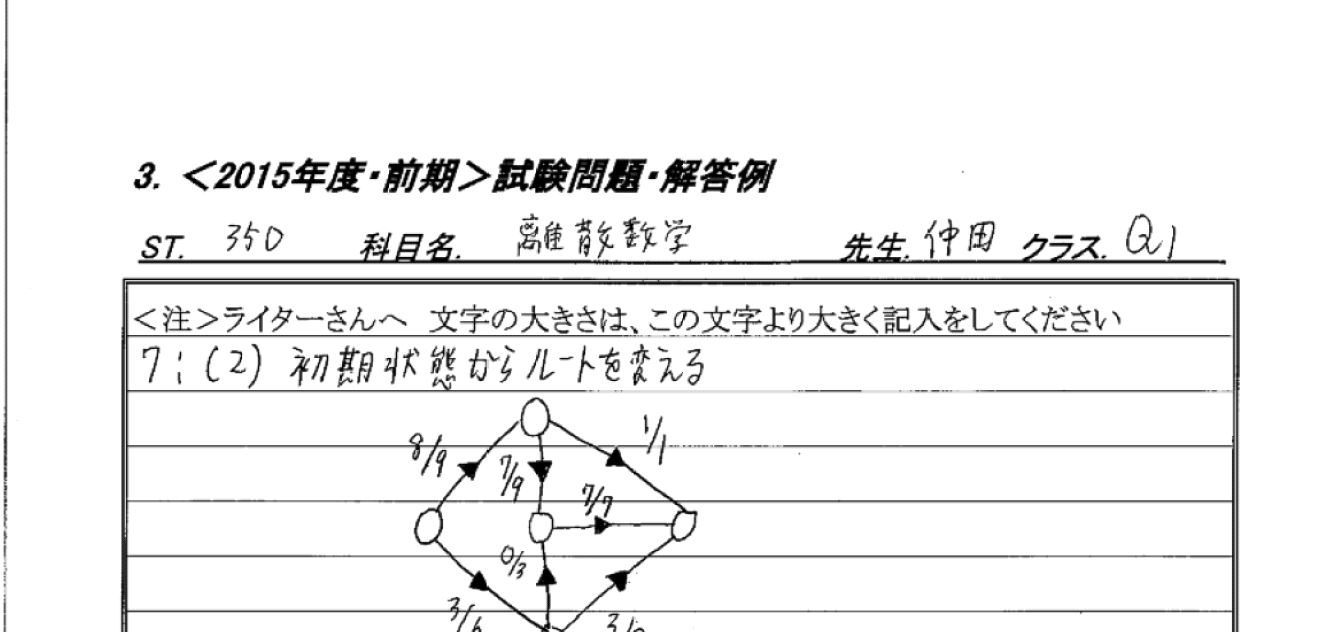 3. <2015年度・前期>試験問題・解答例
ST. 350 科目名. 離散数学 先生. 仲田 クラス. Q1
<注>ライターさんへ 文字の大きさは、この文字より大きく記入をしてください
7:(2) 初期状態からルートを変える
8/9
7/9
1/1
7/7
0/3
3/6